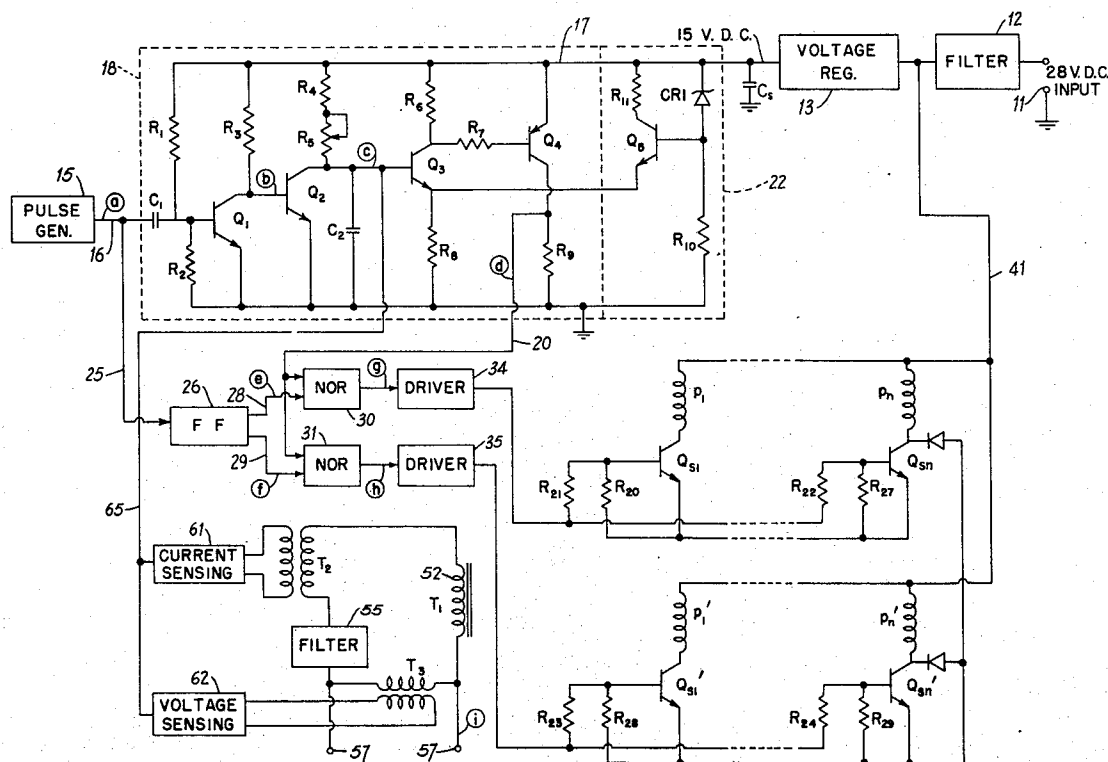 17
12
15 V. D. C.
18
VOLTAGE
REG.
13
FILTER
28 V. D.C.
INPUT
11
Cs
R4
R11
CR1
R6
R1
R3
R5
R7
Q4
Q5
c
Q3
15
PULSE
GEN.
a
16
C1
b
Q2
Q1
C2
22
R2
R8
d
R9
R10
41
20
25
34
p1
pn
26
28
e
NOR
30
g
DRIVER
F F
31
35
29
NOR
h
DRIVER
f
QS1
QSn
R21
R20
R22
R27
65
61
CURRENT
SENSING
T2
52
T1
55
FILTER
p1'
pn'
T3
62
VOLTAGE
SENSING
QS1'
QSn'
R23
R28
R24
R29
i
57
57